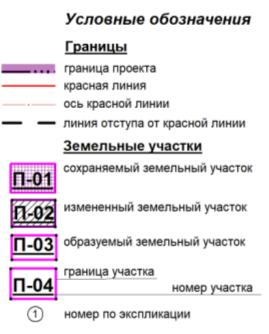 Условные обозначения
Границы
граница проекта
красная линия
ось красной линии
линия отступа от красной линии
Земельные участки
П-01 сохраняемый земельный участок
П-02 измененный земельный участок
П-03 образуемый земельный участок
граница участка
П-04 номер участка
1 номер по экспликации